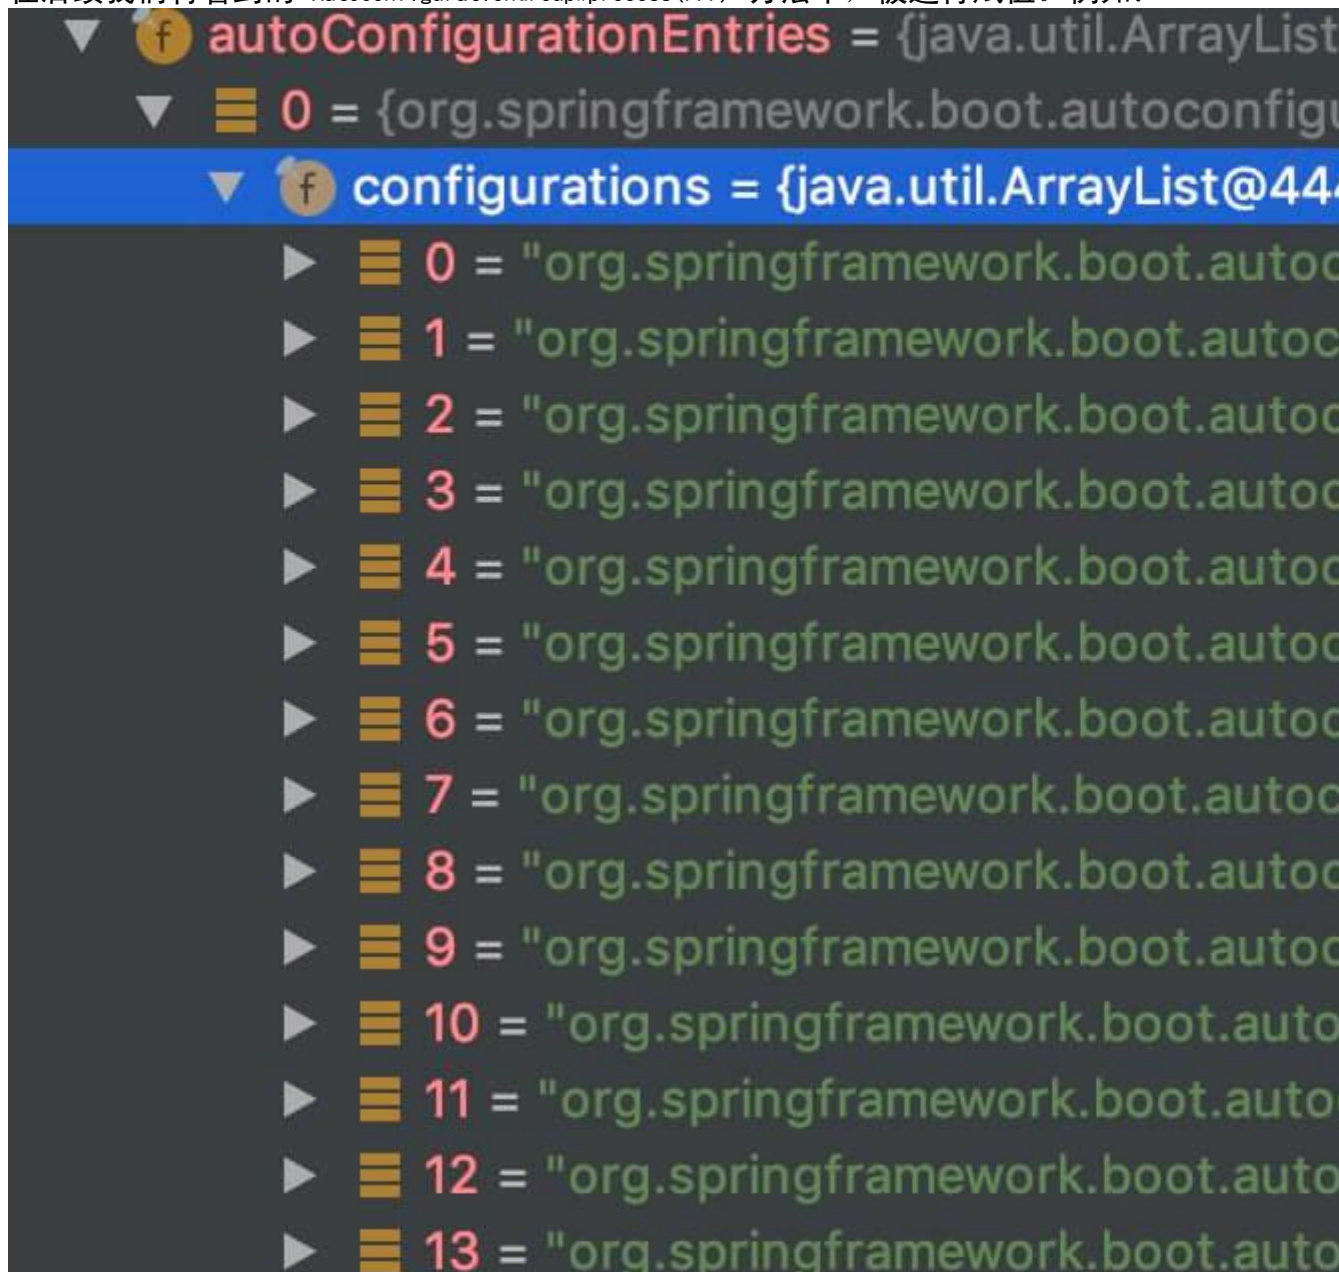 autoConfigurationEntries = {java.util.ArrayList
0 = {org.springframework.boot.autoconfigu
configurations = {java.util.ArrayList@444
0 = "org.springframework.boot.autoc
1 = "org.springframework.boot.autoc
2 = "org.springframework.boot.autoc
3 = "org.springframework.boot.autoc
4 = "org.springframework.boot.autoc
5 = "org.springframework.boot.autoc
6 = "org.springframework.boot.autoc
7 = "org.springframework.boot.autoc
8 = "org.springframework.boot.autoc
9 = "org.springframework.boot.autoc
10 = "org.springframework.boot.auto
11 = "org.springframework.boot.auto
12 = "org.springframework.boot.auto
13 = "org.springframework.boot.auto